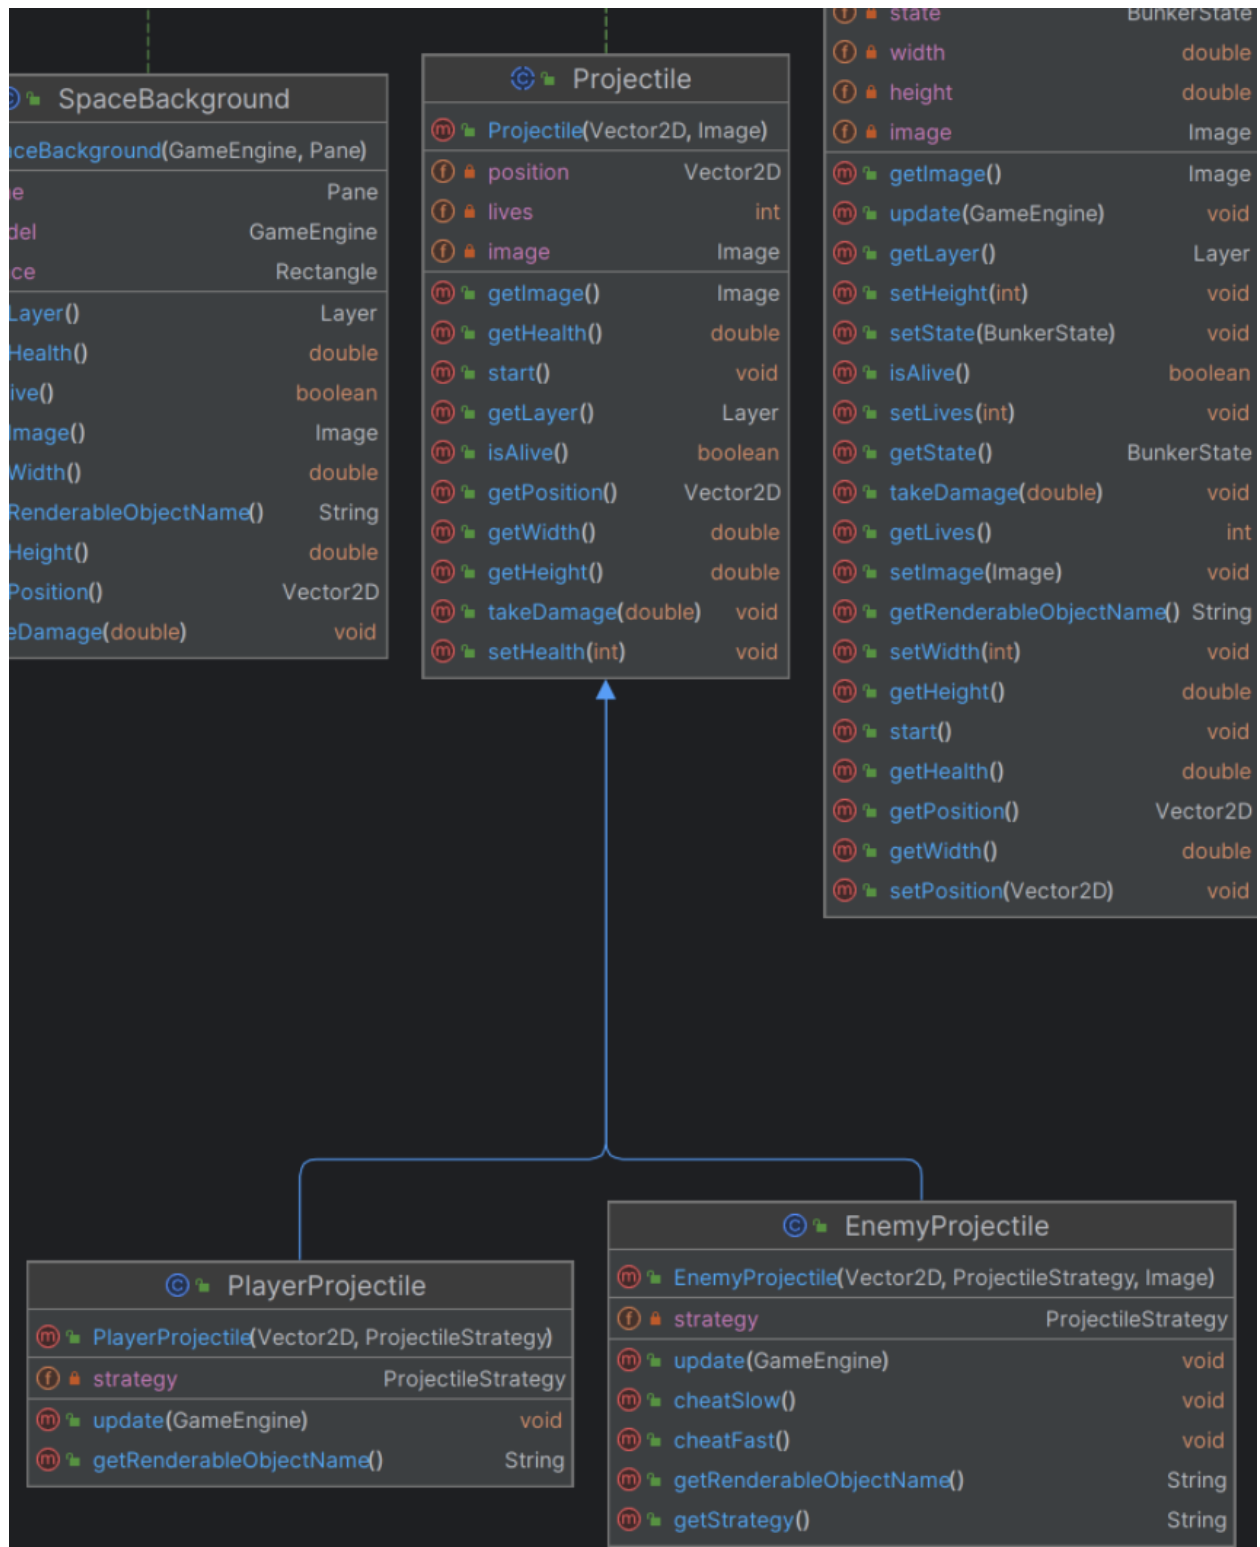 SpaceBackground
aceBackground(GameEngine, Pane)
e Pane
del GameEngine
ce Rectangle
Layer() Layer
Health() double
ive() boolean
Image() Image
Width() double
RenderableObjectName() String
Height() double
Position() Vector2D
eDamage(double) void
Projectile
Projectile(Vector2D, Image)
position Vector2D
lives int
image Image
getImage() Image
getHealth() double
start() void
getLayer() Layer
isAlive() boolean
getPosition() Vector2D
getWidth() double
getHeight() double
takeDamage(double) void
setHealth(int) void
state BunkerState
width double
height double
image Image
getImage() Image
update(GameEngine) void
getLayer() Layer
setHeight(int) void
setState(BunkerState) void
isAlive() boolean
setLives(int) void
getState() BunkerState
takeDamage(double) void
getLives() int
setImage(Image) void
getRenderableObjectName() String
setWidth(int) void
getHeight() double
start() void
getHealth() double
getPosition() Vector2D
getWidth() double
setPosition(Vector2D) void
PlayerProjectile
PlayerProjectile(Vector2D, ProjectileStrategy)
strategy ProjectileStrategy
update(GameEngine) void
getRenderableObjectName() String
EnemyProjectile
EnemyProjectile(Vector2D, ProjectileStrategy, Image)
strategy ProjectileStrategy
update(GameEngine) void
cheatSlow() void
cheatFast() void
getRenderableObjectName() String
getStrategy() String